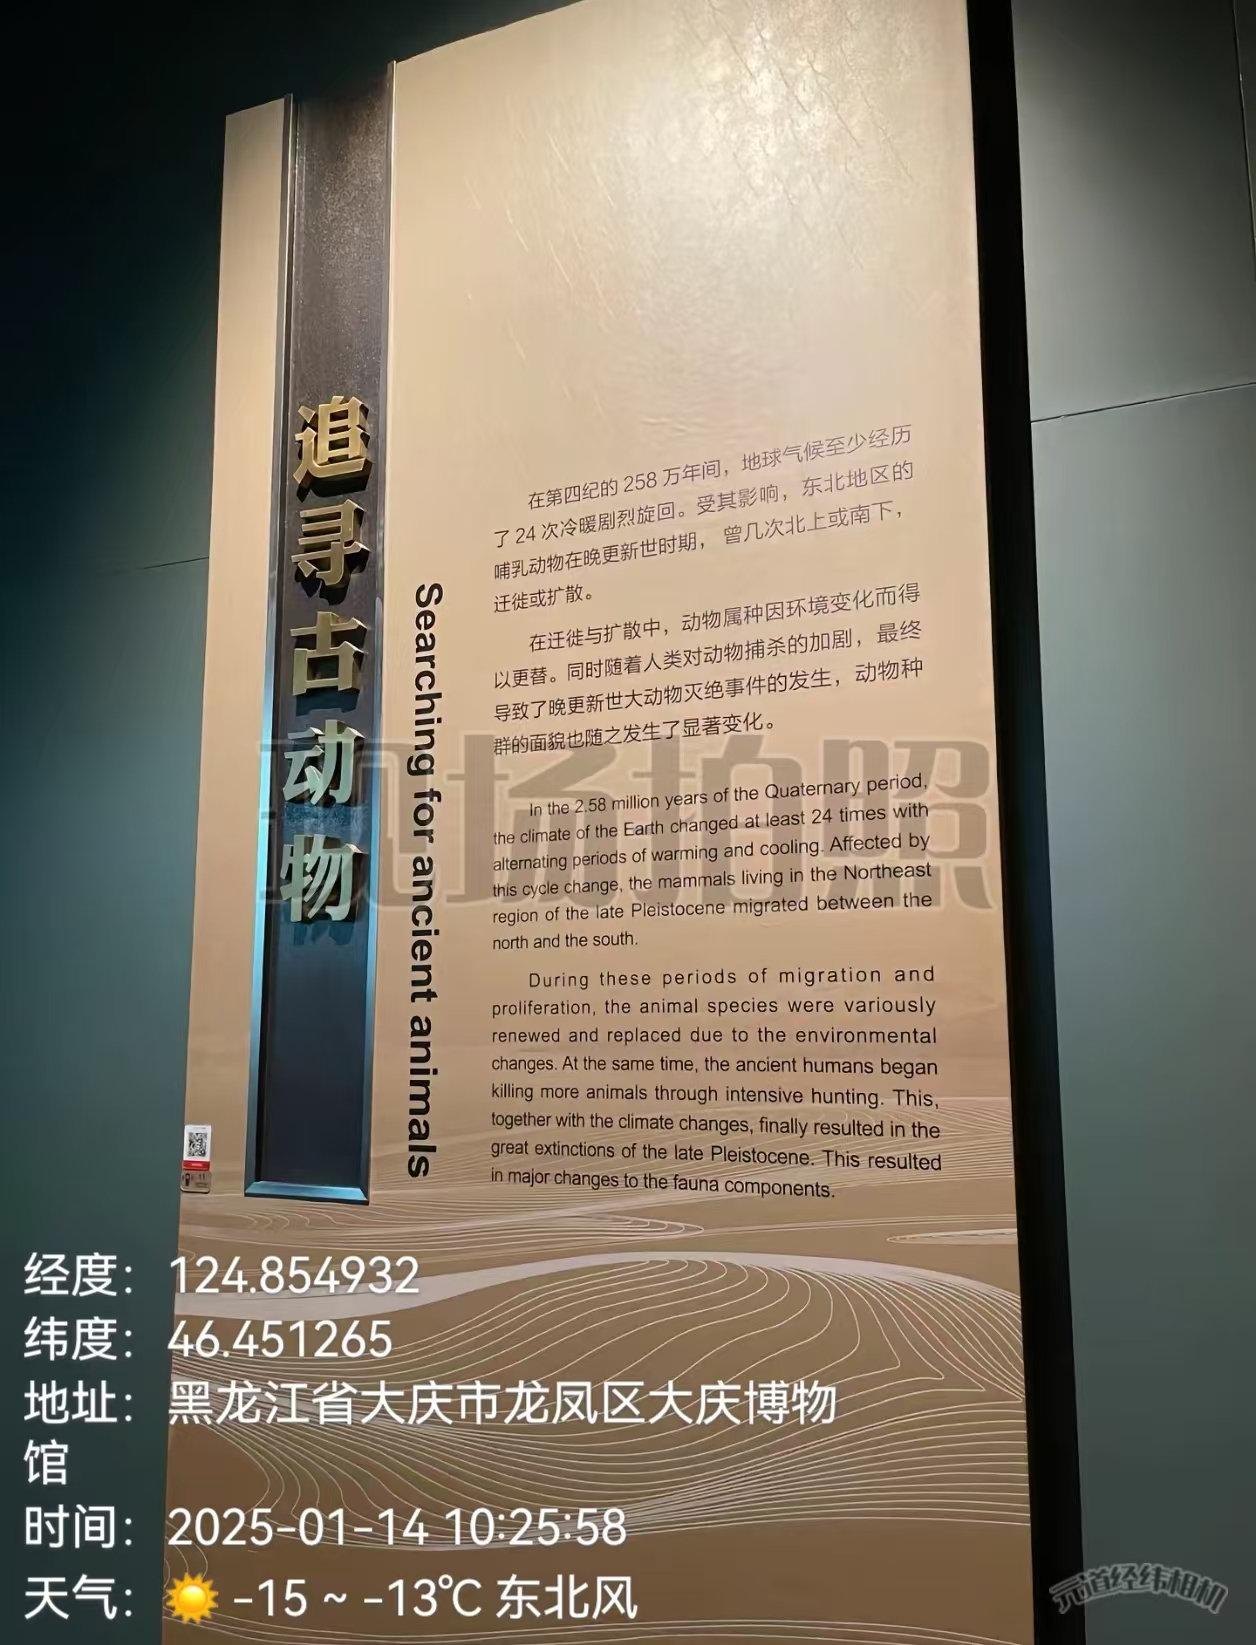 追寻古动物
Searching for ancient animals
在第四纪的 258 万年间，地球气候至少经历
了 24 次冷暖剧烈旋回。受其影响，东北地区的
哺乳动物在晚更新世时期，曾几次北上或南下，
迁徙或扩散。
在迁徙与扩散中，动物属种因环境变化而得
以更替。同时随着人类对动物捕杀的加剧，最终
导致了晚更新世大动物灭绝事件的发生，动物种
群的面貌也随之发生了显著变化。
In the 2.58 million years of the Quaternary period,
the climate of the Earth changed at least 24 times with
alternating periods of warming and cooling. Affected by
this cycle change, the mammals living in the Northeast
region of the late Pleistocene migrated between the
north and the south.
During these periods of migration and
proliferation, the animal species were variously
renewed and replaced due to the environmental
changes. At the same time, the ancient humans began
killing more animals through intensive hunting. This,
together with the climate changes, finally resulted in the
great extinctions of the late Pleistocene. This resulted
in major changes to the fauna components.
现场拍照
11
经度：124.854932
纬度：46.451265
地址：黑龙江省大庆市龙凤区大庆博物
馆
时间：2025-01-14 10:25:58
天气：☀️ -15 ~ -13℃ 东北风
元道经纬相机